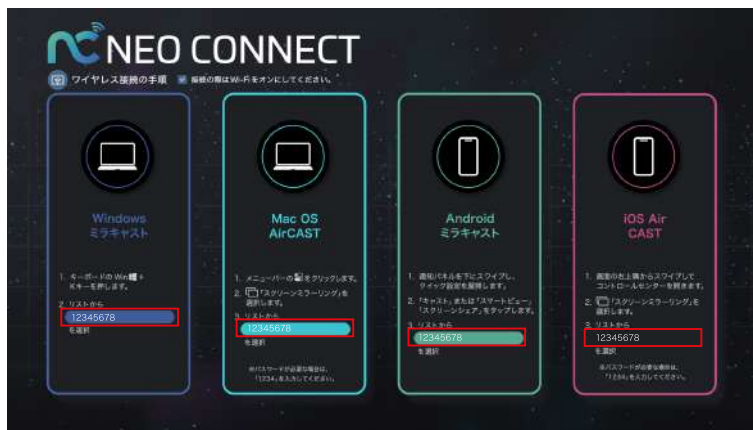 NEO CONNECT
ワイヤレス接続の手順 接続の際はWi-Fiをオンにしてください。
Windows
ミラキャスト
1. キーボードの Win +
Kキーを押します。
2. リストから
12345678
を選択
Mac OS
AirCAST
1. メニューバーの をクリックします。
2. 「スクリーンミラーリング」を
選択します。
3. リストから
12345678
を選択
※パスワードが必要な場合は、
「1234」を入力してください。
Android
ミラキャスト
1. 通知パネルを下にスワイプし、
クイック設定を展開します。
2. 「キャスト」または「スマートビュー」
「スクリーンシェア」をタップします。
3. リストから
12345678
を選択
iOS Air
CAST
1. 画面の右上隅からスワイプして
コントロールセンターを開きます。
2. 「スクリーンミラーリング」を
選択します。
3. リストから
12345678
を選択
※パスワードが必要な場合は、
「1234」を入力してください。